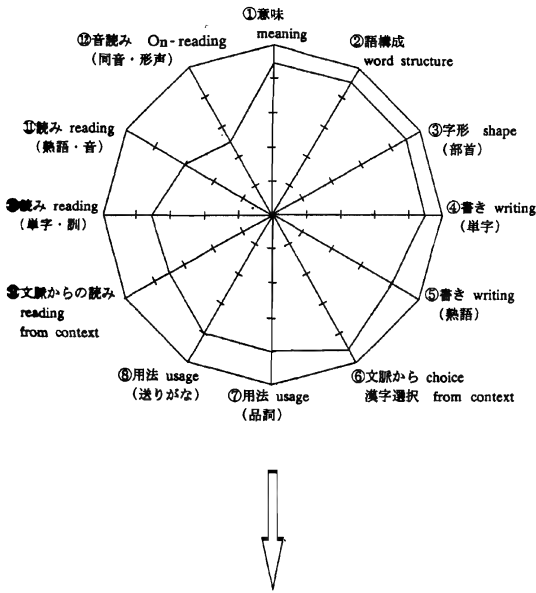 ①意味
meaning
②語構成
word structure
③字形 shape
(部首)
④書き writing
(単字)
⑤書き writing
(熟語)
⑥文脈から choice
漢字選択 from context
⑦用法 usage
(品詞)
⑧用法 usage
(送りがな)
文脈からの読み
reading
from context
読み reading
(単字・訓)
⑪読み reading
(熟語・音)
⑫音読み On-reading
(同音・形声)